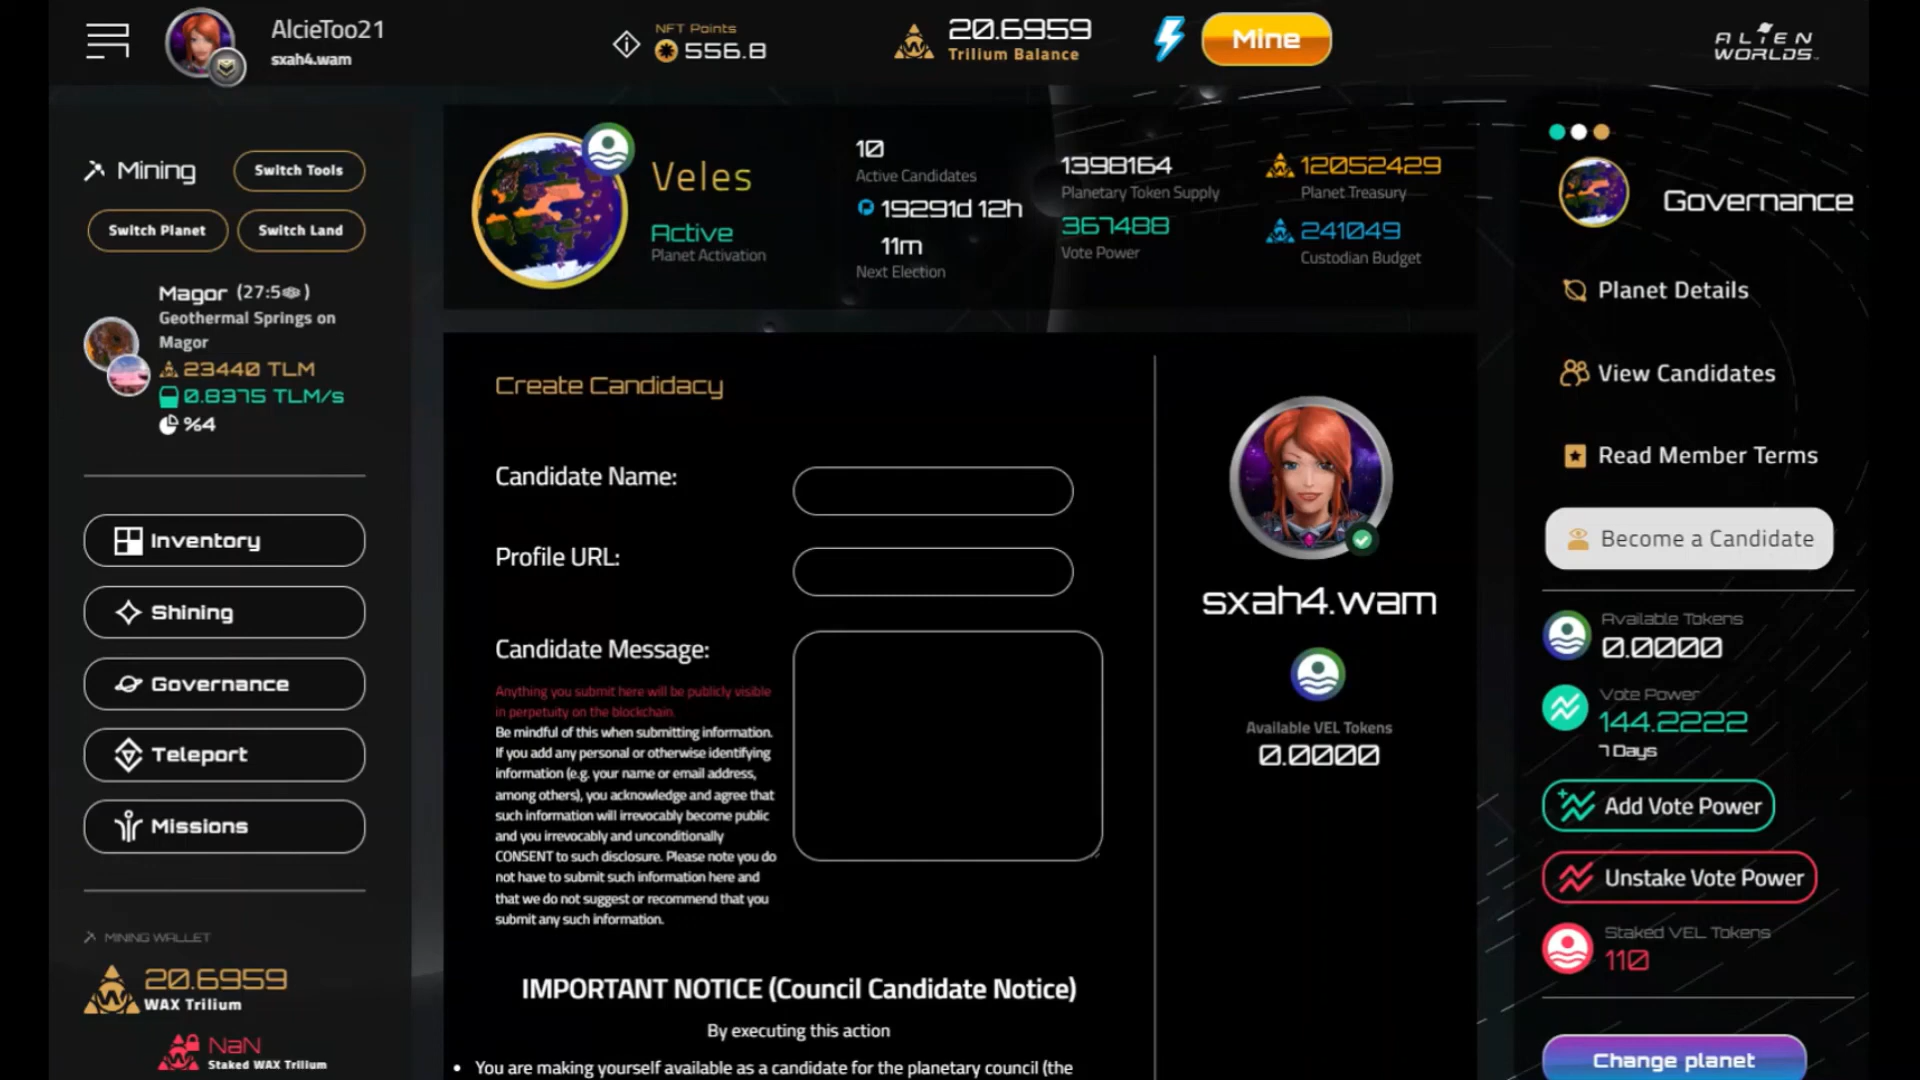 AlcieToo21
sxah4.wam
NFT Points
556.8
20.6959
Trilium Balance
Mine
ALIEN
WORLDS
Mining
Switch Tools
Switch Planet
Switch Land
Magor (27:5)
Geothermal Springs on
Magor
23440 TLM
0.8375 TLM/s
%4
Inventory
Shining
Governance
Teleport
Missions
MINING WALLET
20.6959
WAX Trilium
NaN
Staked WAX Trilium
Veles
Active
Planet Activation
10
Active Candidates
19291d 12h
11m
Next Election
1398164
Planetary Token Supply
367488
Vote Power
12052429
Planet Treasury
241049
Custodian Budget
Create Candidacy
Candidate Name:
Profile URL:
Candidate Message:
Anything you submit here will be publicly visible
in perpetuity on the blockchain.
Be mindful of this when submitting information.
If you add any personal or otherwise identifying
information (e.g. your name or email address,
among others), you acknowledge and agree that
such information will irrevocably become public
and you irrevocably and unconditionally
CONSENT to such disclosure. Please note you do
not have to submit such information here and
that we do not suggest or recommend that you
submit any such information.
IMPORTANT NOTICE (Council Candidate Notice)
By executing this action
• You are making yourself available as a candidate for the planetary council (the
sxah4.wam
Available VEL Tokens
0.0000
Governance
Planet Details
View Candidates
Read Member Terms
Become a Candidate
Available Tokens
0.0000
Vote Power
144.2222
7 Days
Add Vote Power
Unstake Vote Power
Staked VEL Tokens
110
Change planet